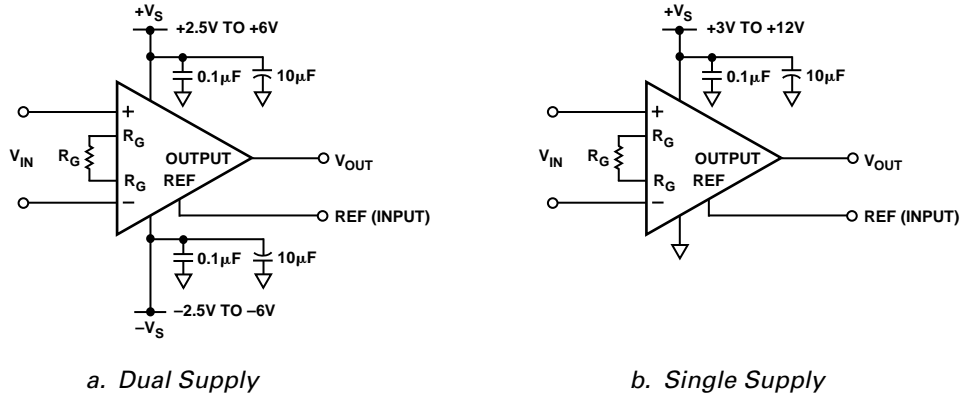 +VS
+2.5V TO +6V
0.1μF
10μF
+
RG
VIN
RG
OUTPUT
VOUT
RG
REF
–
REF (INPUT)
0.1μF
10μF
–2.5V TO –6V
–VS
a. Dual Supply
+VS
+3V TO +12V
0.1μF
10μF
+
RG
VIN
RG
OUTPUT
VOUT
RG
REF
–
REF (INPUT)
b. Single Supply